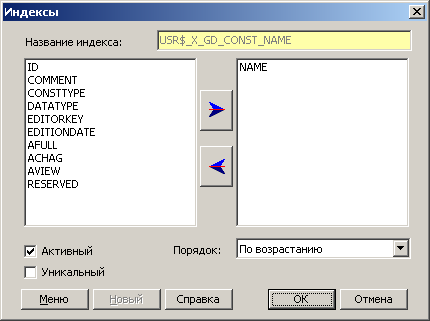 Индексы
Название индекса: USR$_X_GD_CONST_NAME
ID
COMMENT
CONSTTYPE
DATATYPE
EDITORKEY
EDITIONDATE
AFULL
ACHAG
AVIEW
RESERVED
NAME
Активный
Порядок: По возрастанию
Уникальный
Меню Новый Справка OK Отмена